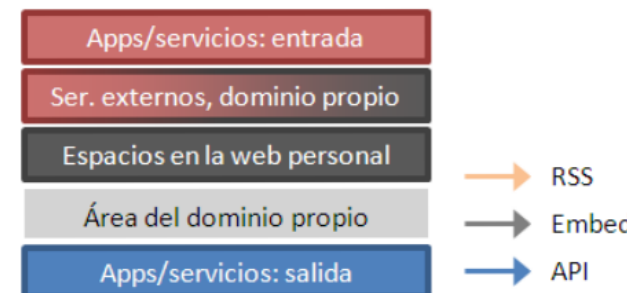 Apps/servicios: entrada
Ser. externos, dominio propio
Espacios en la web personal
Área del dominio propio
Apps/servicios: salida
RSS
Embed
API